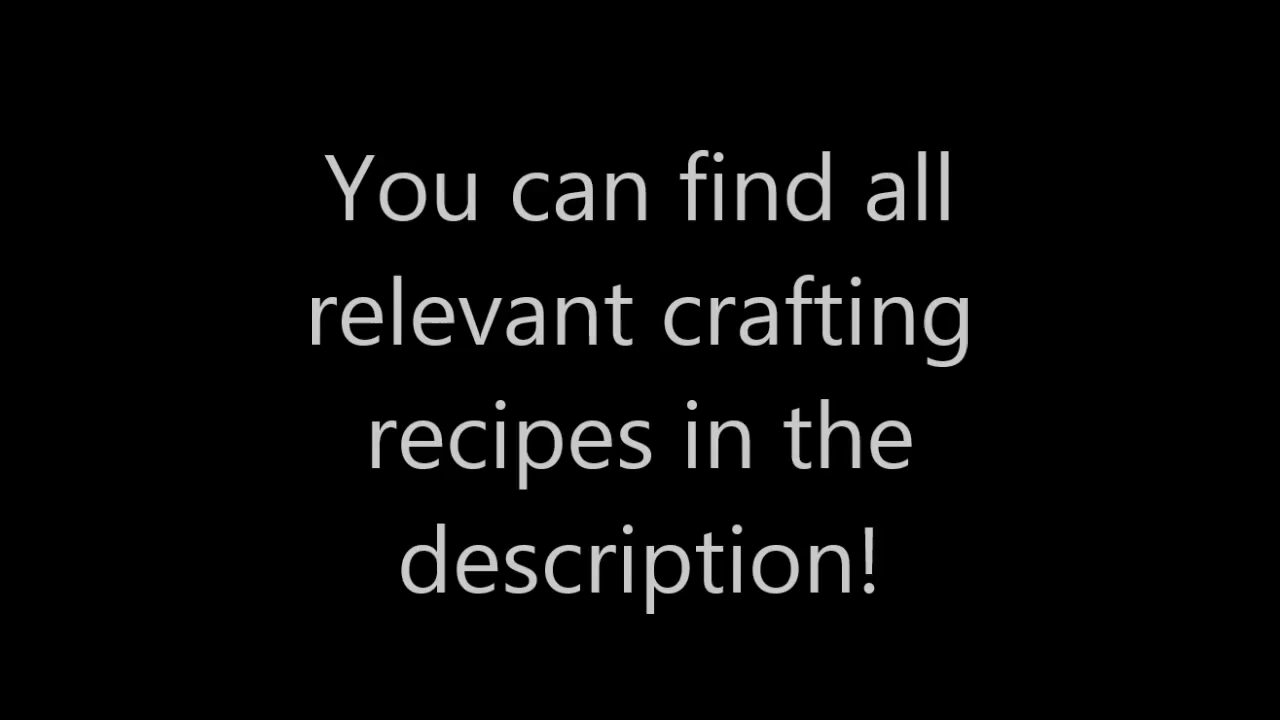 You can find all
relevant crafting
recipes in the
description!